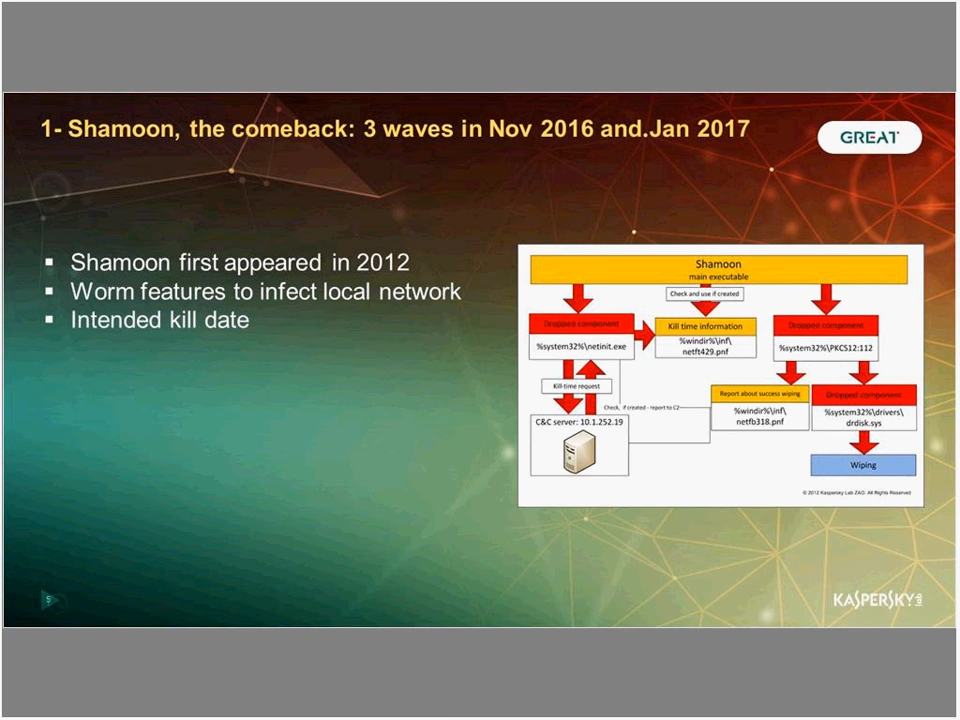 1- Shamoon, the comeback: 3 waves in Nov 2016 and.Jan 2017
GREAT
▪ Shamoon first appeared in 2012
▪ Worm features to infect local network
▪ Intended kill date
Shamoon
main executable
Check and use if created
Dropped component
%system32%\netinit.exe
Kill time information
%windir%\inf\
netft429.pnf
Dropped component
%system32%\PKCS12:112
Kill-time request
Check, if created - report to C2
C&C server: 10.1.252.19
Report about success wiping
%windir%\inf\
netfb318.pnf
Dropped component
%system32%\drivers\
drdisk.sys
Wiping
© 2012 Kaspersky Lab ZAO. All Rights Reserved
5
KASPERSKY lab